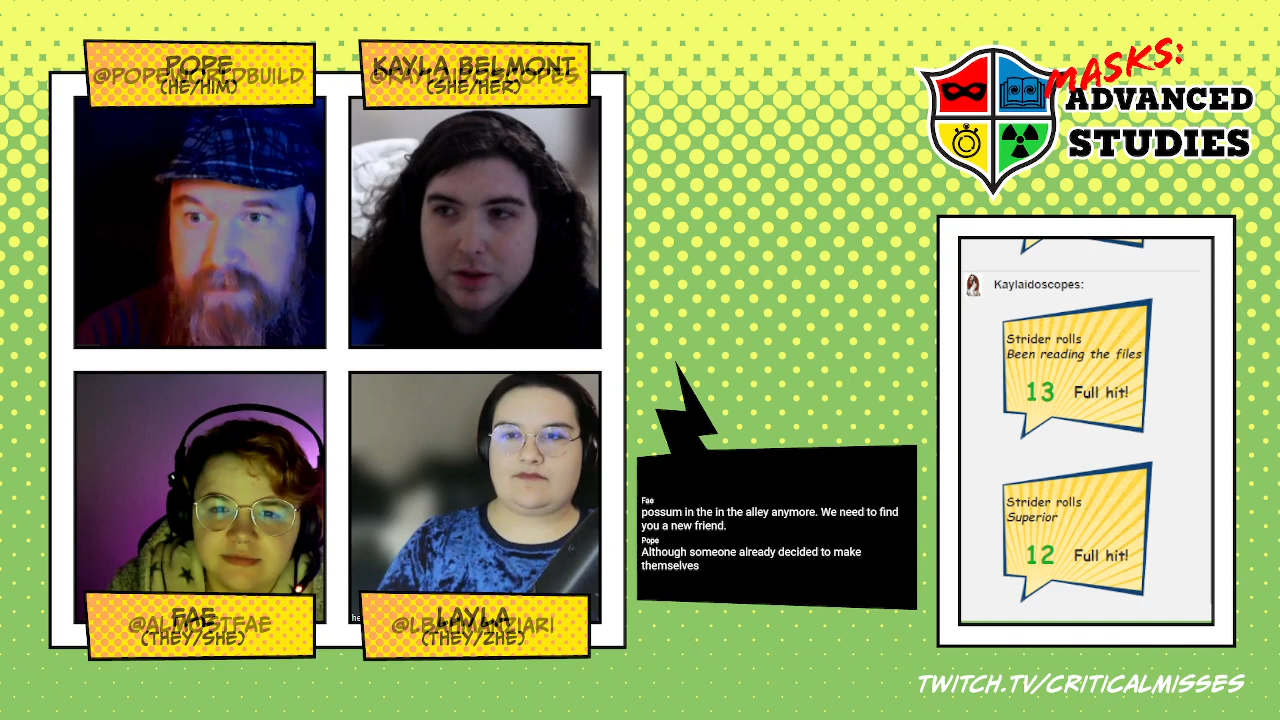 POPE
@POPEWORLDBUILD
(HE/HIM)
KAYLA BELMONT
(SHE/HER)
FAE
@ALMOSTFAE
(THEY/SHE)
he
LAYLA
(THEY/ZHE)
MASKS:
ADVANCED
STUDIES
Kaylaidoscopes:
Strider rolls
Been reading the files
13 Full hit!
Strider rolls
Superior
12 Full hit!
Fae
possum in the in the alley anymore. We need to find
you a new friend.
Pope
Although someone already decided to make
themselves
TWITCH.TV/CRITICALMISSES